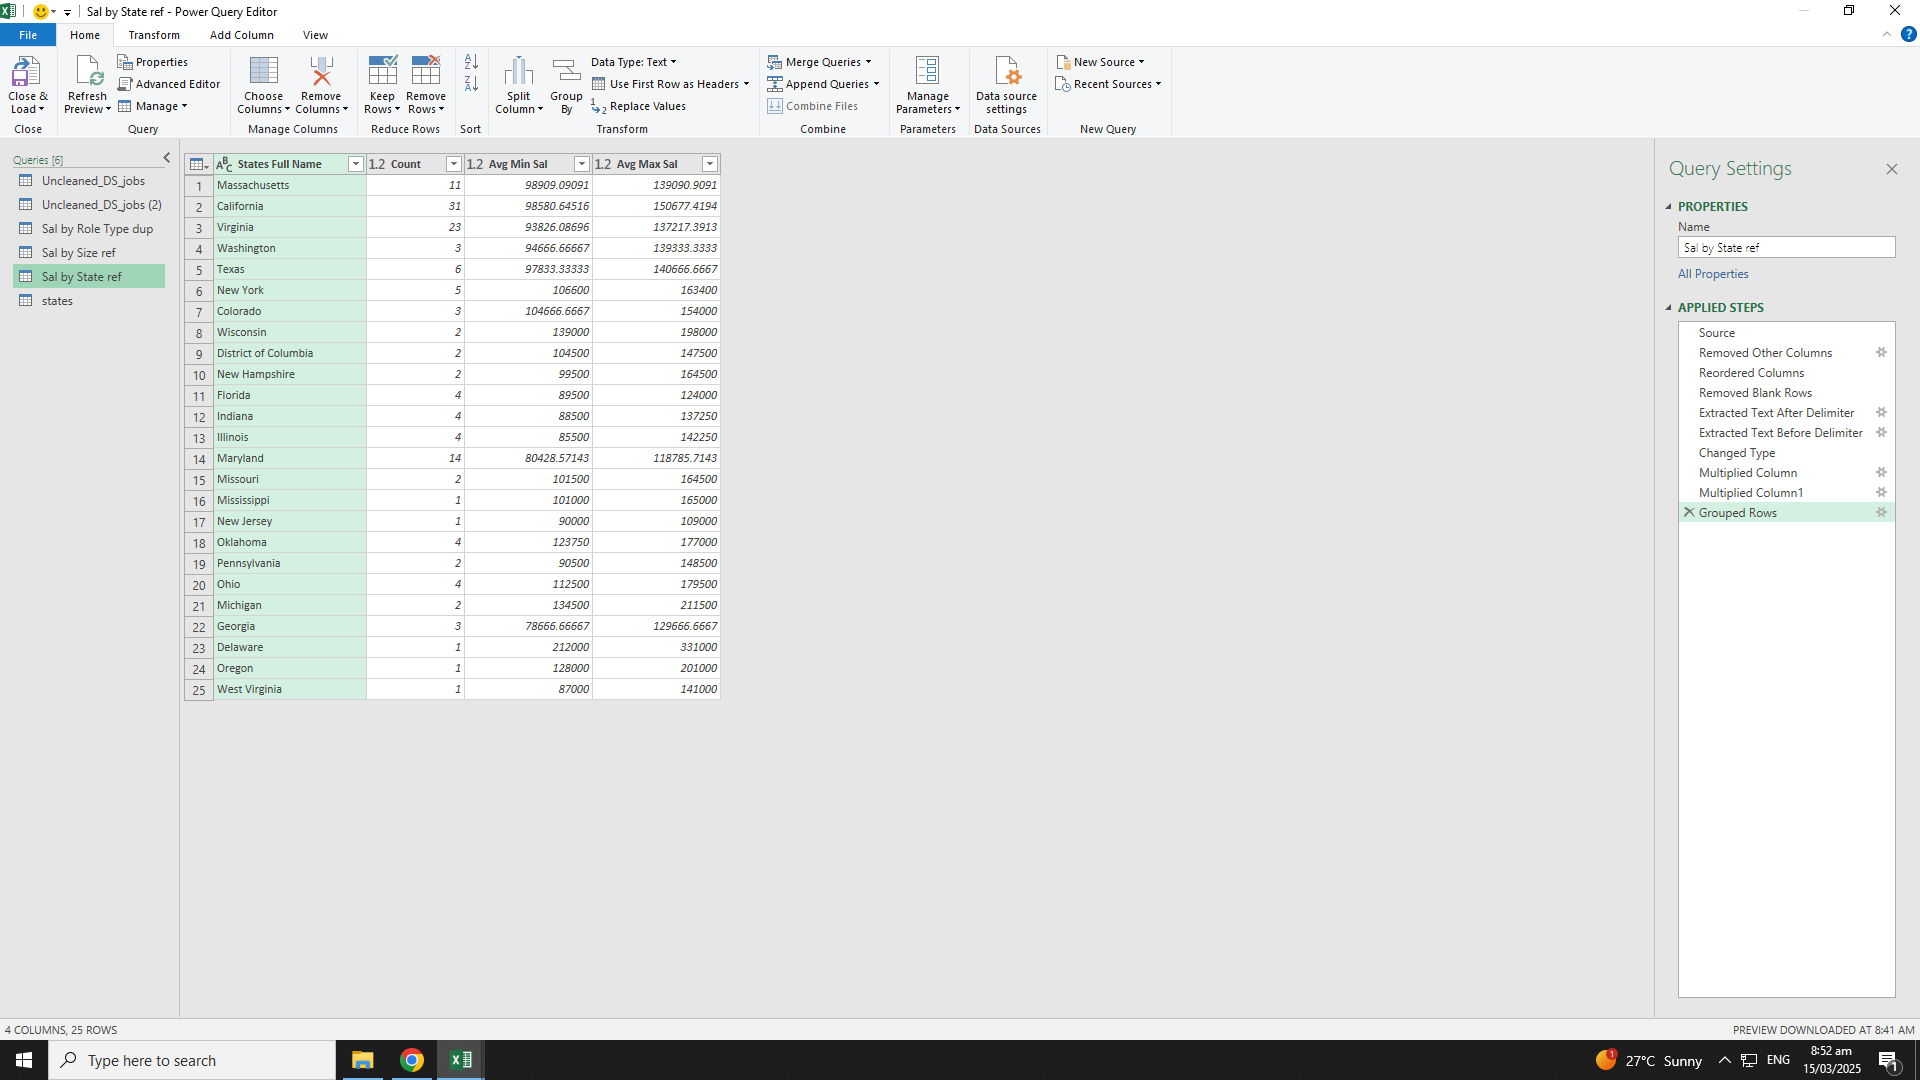 Sal by State ref - Power Query Editor
File Home Transform Add Column View
Close & Load
Close
Refresh Preview
Properties
Advanced Editor
Manage
Query
Choose Columns
Remove Columns
Manage Columns
Keep Rows
Remove Rows
Reduce Rows
Sort
Split Column
Group By
Data Type: Text
Use First Row as Headers
Replace Values
Transform
Merge Queries
Append Queries
Combine Files
Combine
Manage Parameters
Parameters
Data source settings
Data Sources
New Source
Recent Sources
New Query
Queries [6]
Uncleaned_DS_jobs
Uncleaned_DS_jobs (2)
Sal by Role Type dup
Sal by Size ref
Sal by State ref
states
ABC States Full Name 1.2 Count 1.2 Avg Min Sal 1.2 Avg Max Sal
1 Massachusetts 11 98909.09091 139090.9091
2 California 31 98580.64516 150677.4194
3 Virginia 23 93826.08696 137217.3913
4 Washington 3 94666.66667 139333.3333
5 Texas 6 97833.33333 140666.6667
6 New York 5 106600 163400
7 Colorado 3 104666.6667 154000
8 Wisconsin 2 139000 198000
9 District of Columbia 2 104500 147500
10 New Hampshire 2 99500 164500
11 Florida 4 89500 124000
12 Indiana 4 88500 137250
13 Illinois 4 85500 142250
14 Maryland 14 80428.57143 118785.7143
15 Missouri 2 101500 164500
16 Mississippi 1 101000 165000
17 New Jersey 1 90000 109000
18 Oklahoma 4 123750 177000
19 Pennsylvania 2 90500 148500
20 Ohio 4 112500 179500
21 Michigan 2 134500 211500
22 Georgia 3 78666.66667 129666.6667
23 Delaware 1 212000 331000
24 Oregon 1 128000 201000
25 West Virginia 1 87000 141000
Query Settings
PROPERTIES
Name
Sal by State ref
All Properties
APPLIED STEPS
Source
Removed Other Columns
Reordered Columns
Removed Blank Rows
Extracted Text After Delimiter
Extracted Text Before Delimiter
Changed Type
Multiplied Column
Multiplied Column1
Grouped Rows
4 COLUMNS, 25 ROWS
PREVIEW DOWNLOADED AT 8:41 AM
Type here to search
1
27°C Sunny
ENG
8:52 am
15/03/2025
1